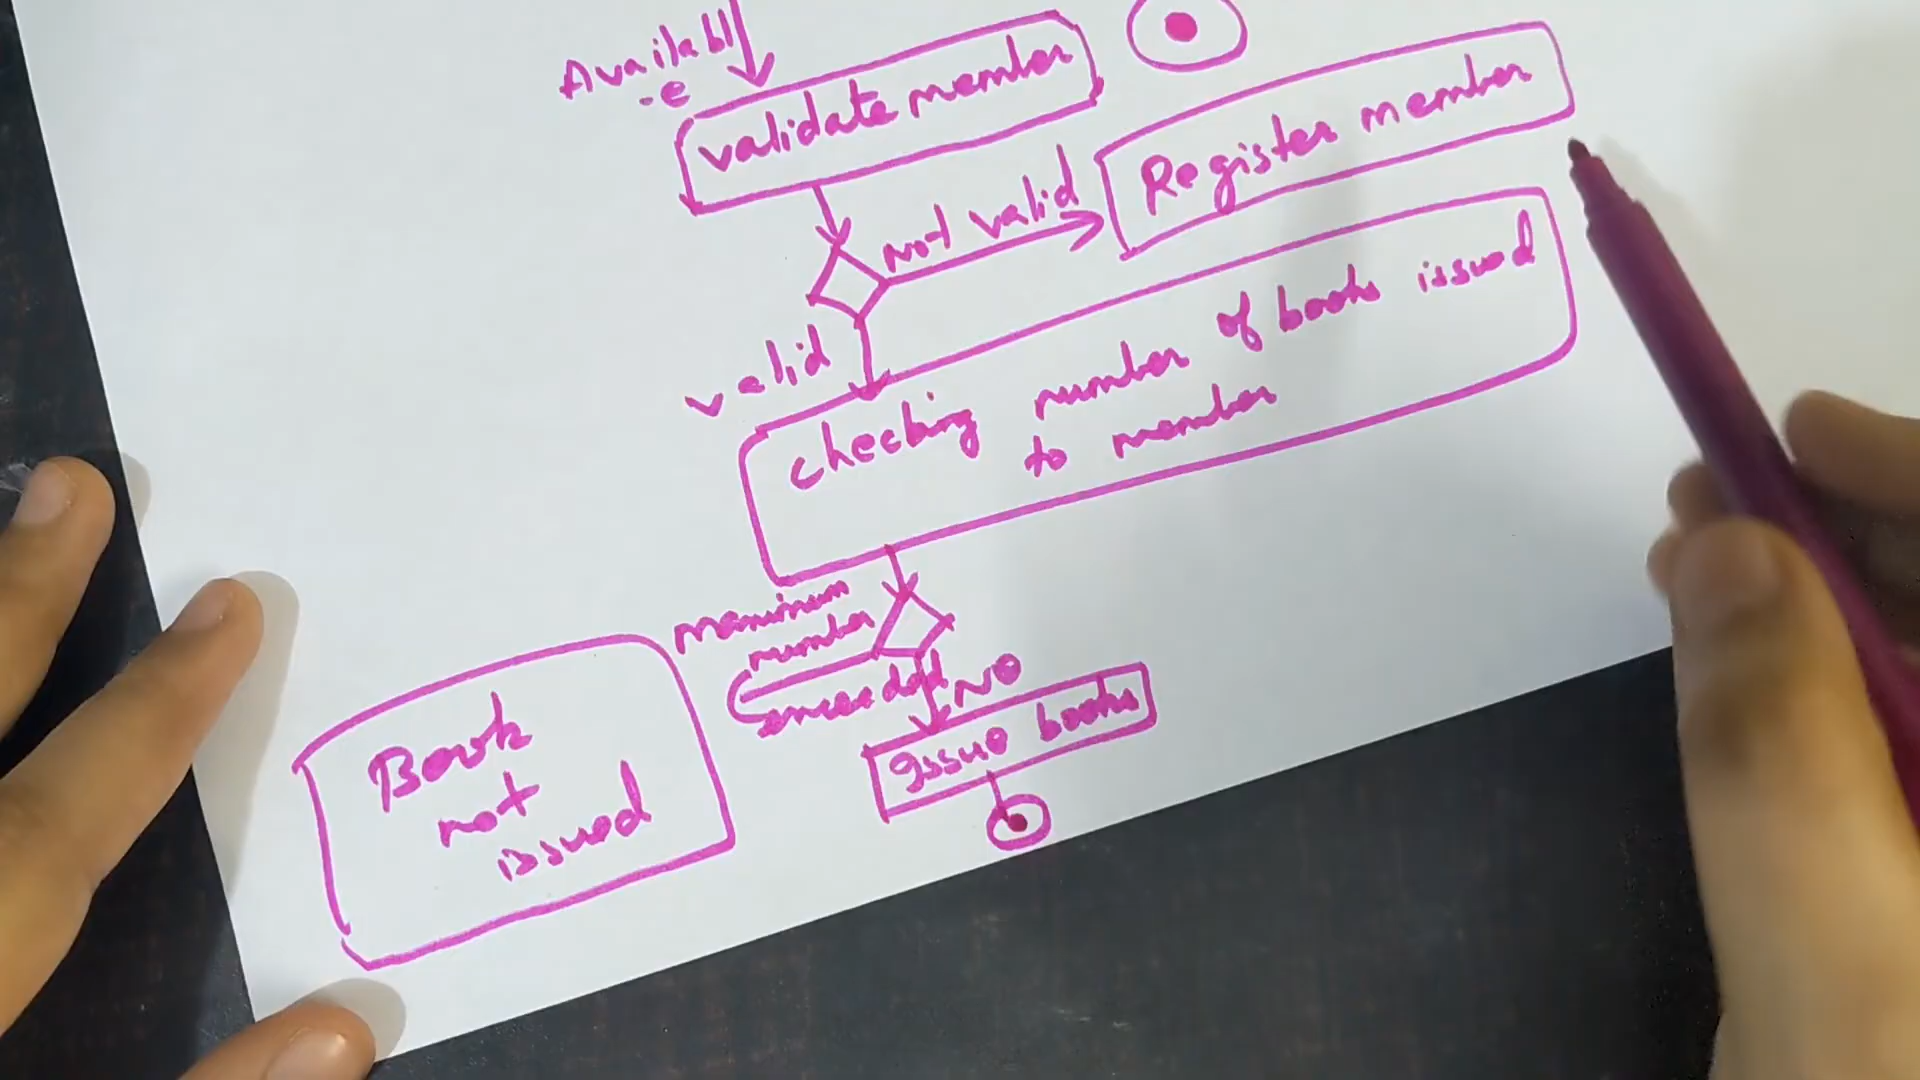 Availabl
-e
validate member
Register member
not valid
valid
checking number of books issued
to member
maximum
number
exceeded
NO
Issue books
Book
not
issued